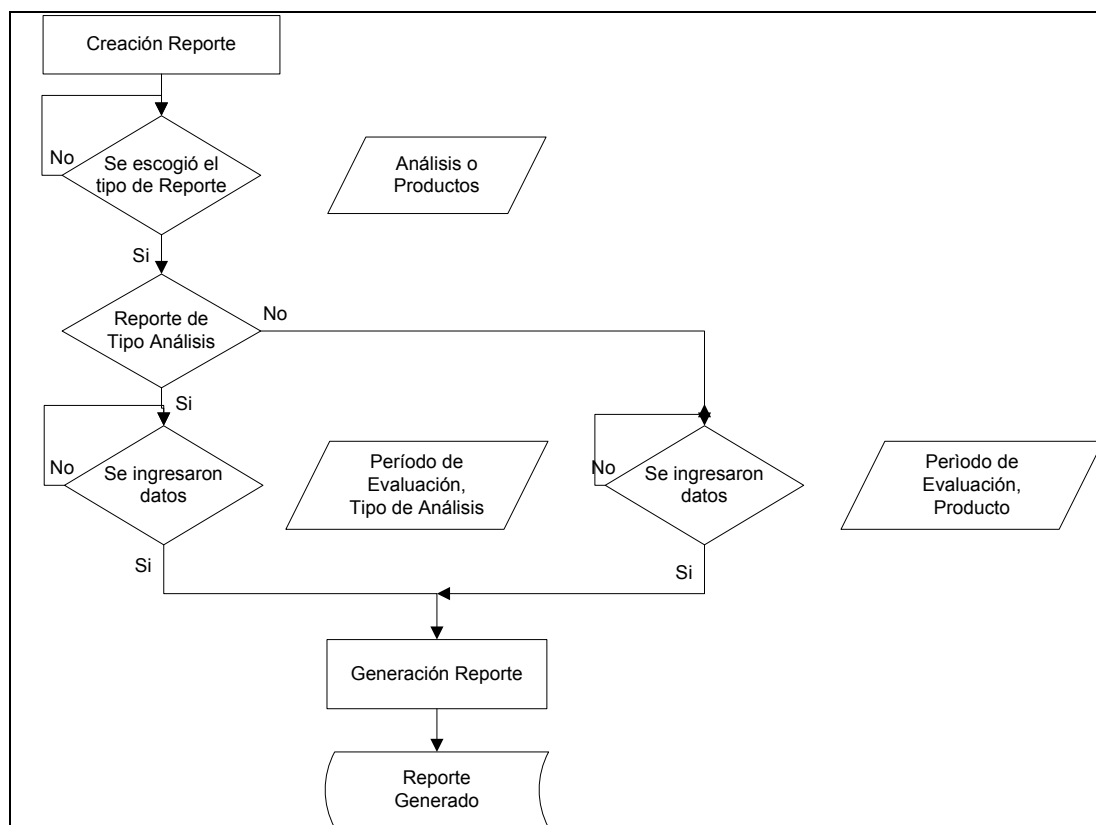 Creación Reporte
No
Se escogió el
tipo de Reporte
Análisis o
Productos
Si
Reporte de
Tipo Análisis
No
Si
No
Se ingresaron
datos
Período de
Evaluación,
Tipo de Análisis
No
Se ingresaron
datos
Perìodo de
Evaluación,
Producto
Si
Si
Generación Reporte
Reporte
Generado